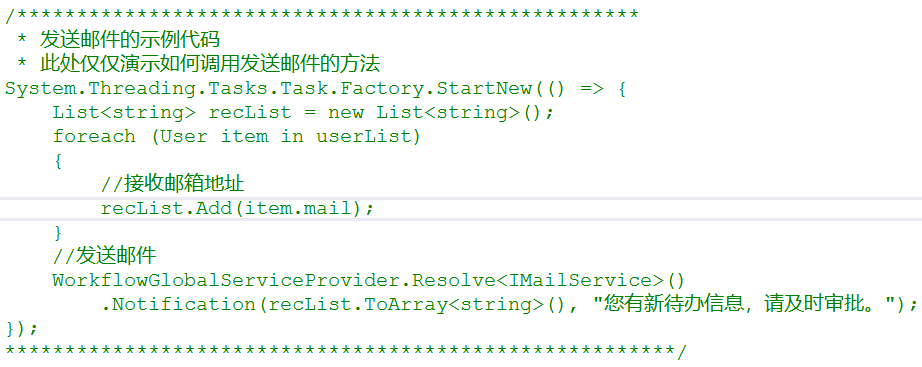 /****************************************************
 * 发送邮件的示例代码
 * 此处仅仅演示如何调用发送邮件的方法
System.Threading.Tasks.Task.Factory.StartNew(() => {
    List<string> recList = new List<string>();
    foreach (User item in userList)
    {
        //接收邮箱地址
        recList.Add(item.mail);
    }
    //发送邮件
    WorkflowGlobalServiceProvider.Resolve<IMailService>()
        .Notification(recList.ToArray<string>(), "您有新待办信息，请及时审批。");
});
********************************************************/